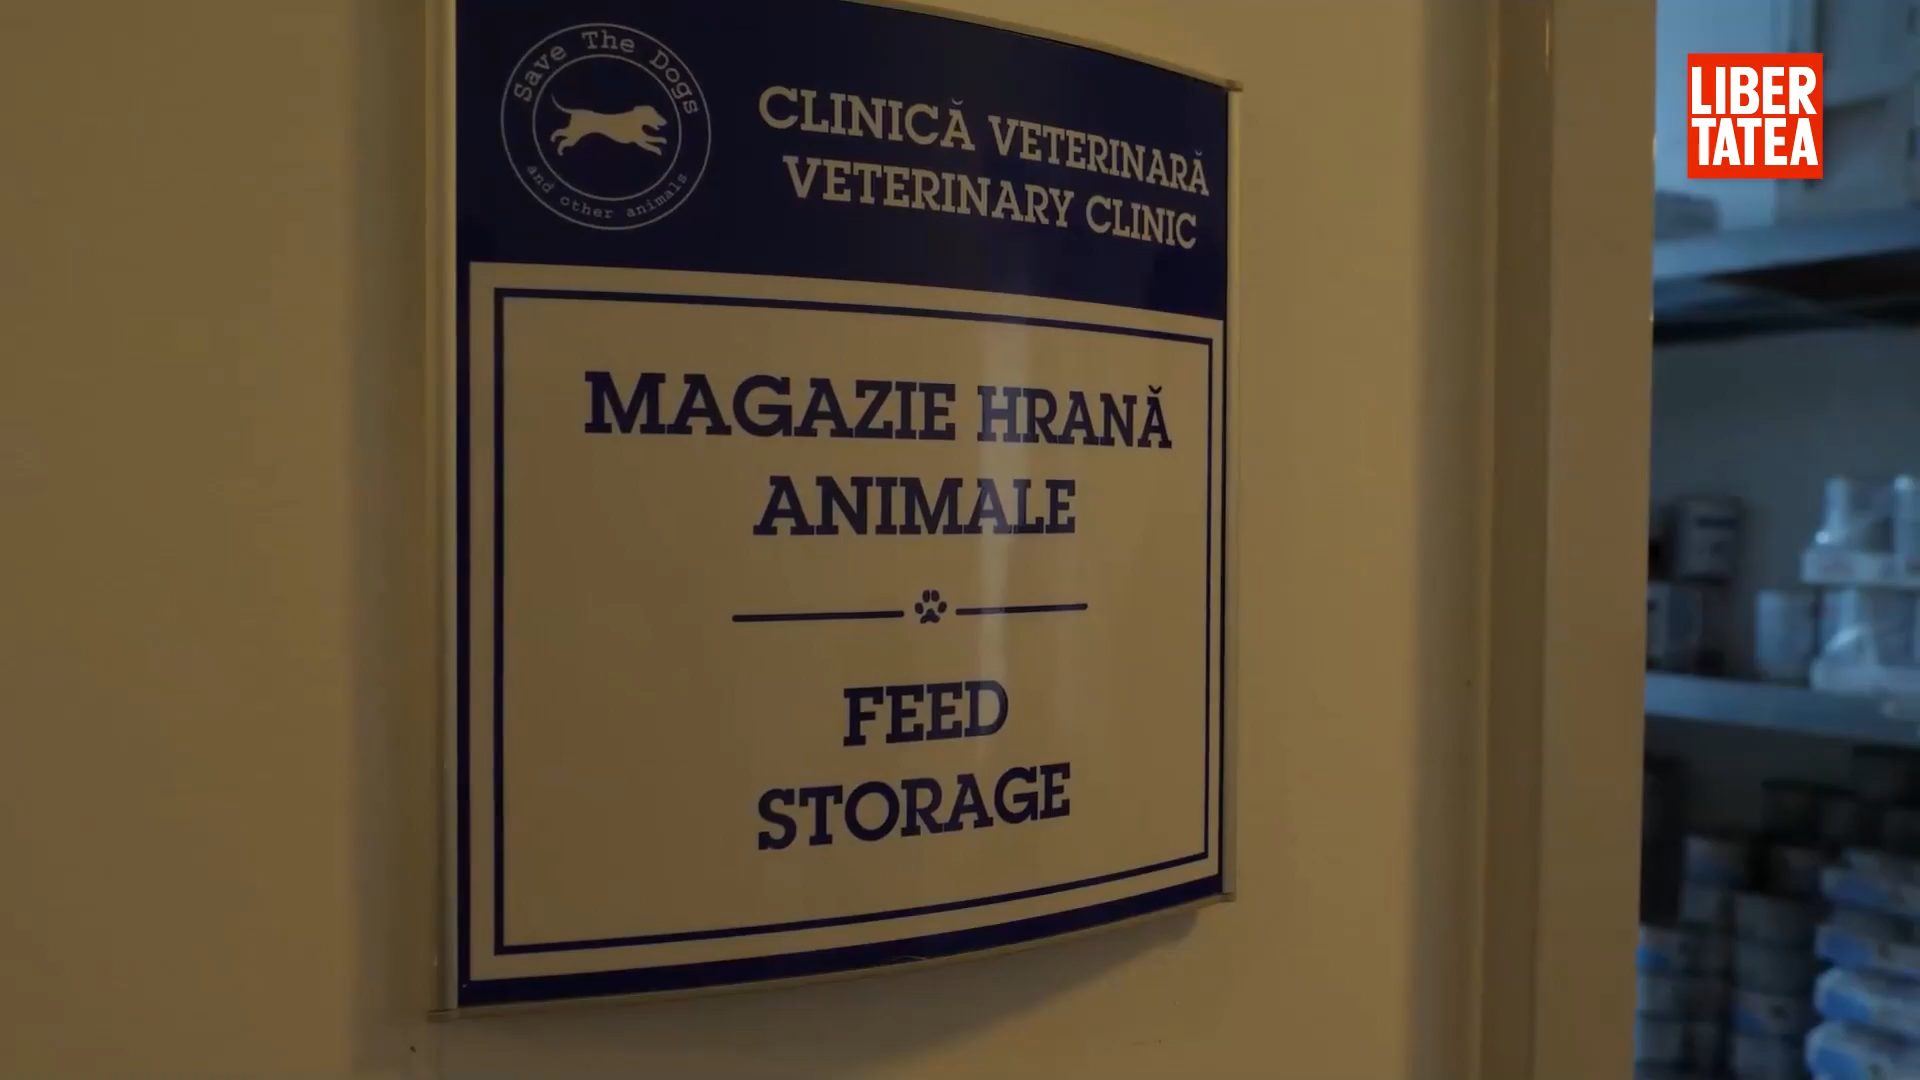 Save The Dogs
and other animals
CLINICĂ VETERINARĂ
VETERINARY CLINIC
MAGAZIE HRANĂ
ANIMALE
FEED
STORAGE
LIBER
TATEA